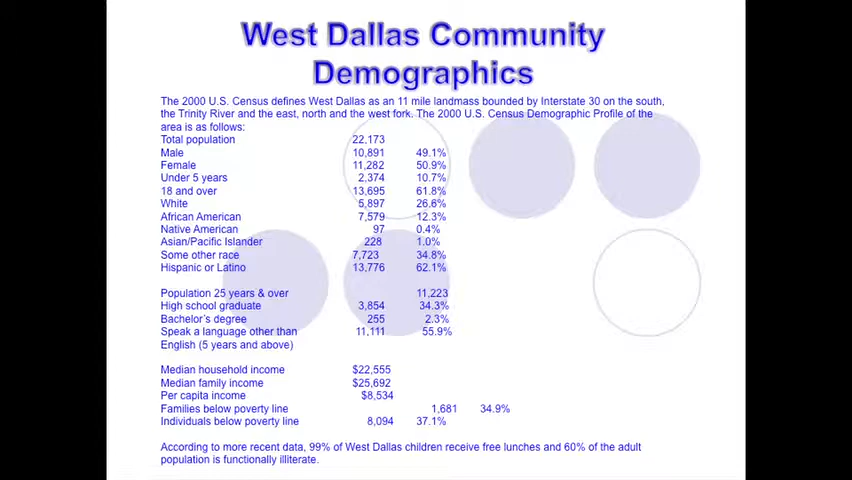 West Dallas Community
Demographics
The 2000 U.S. Census defines West Dallas as an 11 mile landmass bounded by Interstate 30 on the south,
the Trinity River and the east, north and the west fork. The 2000 U.S. Census Demographic Profile of the
area is as follows:
Total population 22,173
Male 10,891 49.1%
Female 11,282 50.9%
Under 5 years 2,374 10.7%
18 and over 13,695 61.8%
White 5,897 26.6%
African American 7,579 12.3%
Native American 97 0.4%
Asian/Pacific Islander 228 1.0%
Some other race 7,723 34.8%
Hispanic or Latino 13,776 62.1%
Population 25 years & over 11,223
High school graduate 3,854 34.3%
Bachelor's degree 255 2.3%
Speak a language other than 11,111 55.9%
English (5 years and above)
Median household income $22,555
Median family income $25,692
Per capita income $8,534
Families below poverty line 1,681 34.9%
Individuals below poverty line 8,094 37.1%
According to more recent data, 99% of West Dallas children receive free lunches and 60% of the adult
population is functionally illiterate.